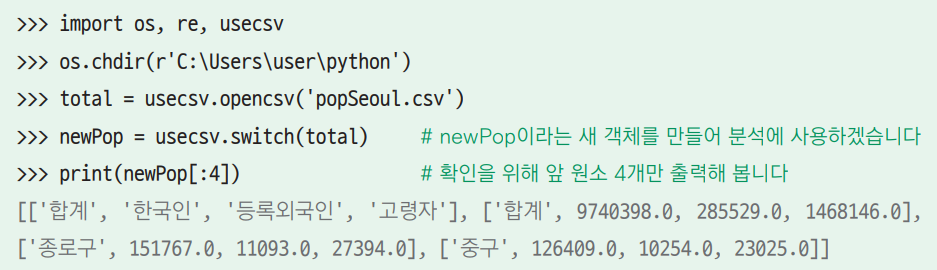 >>> import os, re, usecsv
>>> os.chdir(r'C:\Users\user\python')
>>> total = usecsv.opencsv('popSeoul.csv')
>>> newPop = usecsv.switch(total) # newPop이라는 새 객체를 만들어 분석에 사용하겠습니다
>>> print(newPop[:4]) # 확인을 위해 앞 원소 4개만 출력해 봅니다
[['합계', '한국인', '등록외국인', '고령자'], ['합계', 9740398.0, 285529.0, 1468146.0],
['종로구', 151767.0, 11093.0, 27394.0], ['중구', 126409.0, 10254.0, 23025.0]]